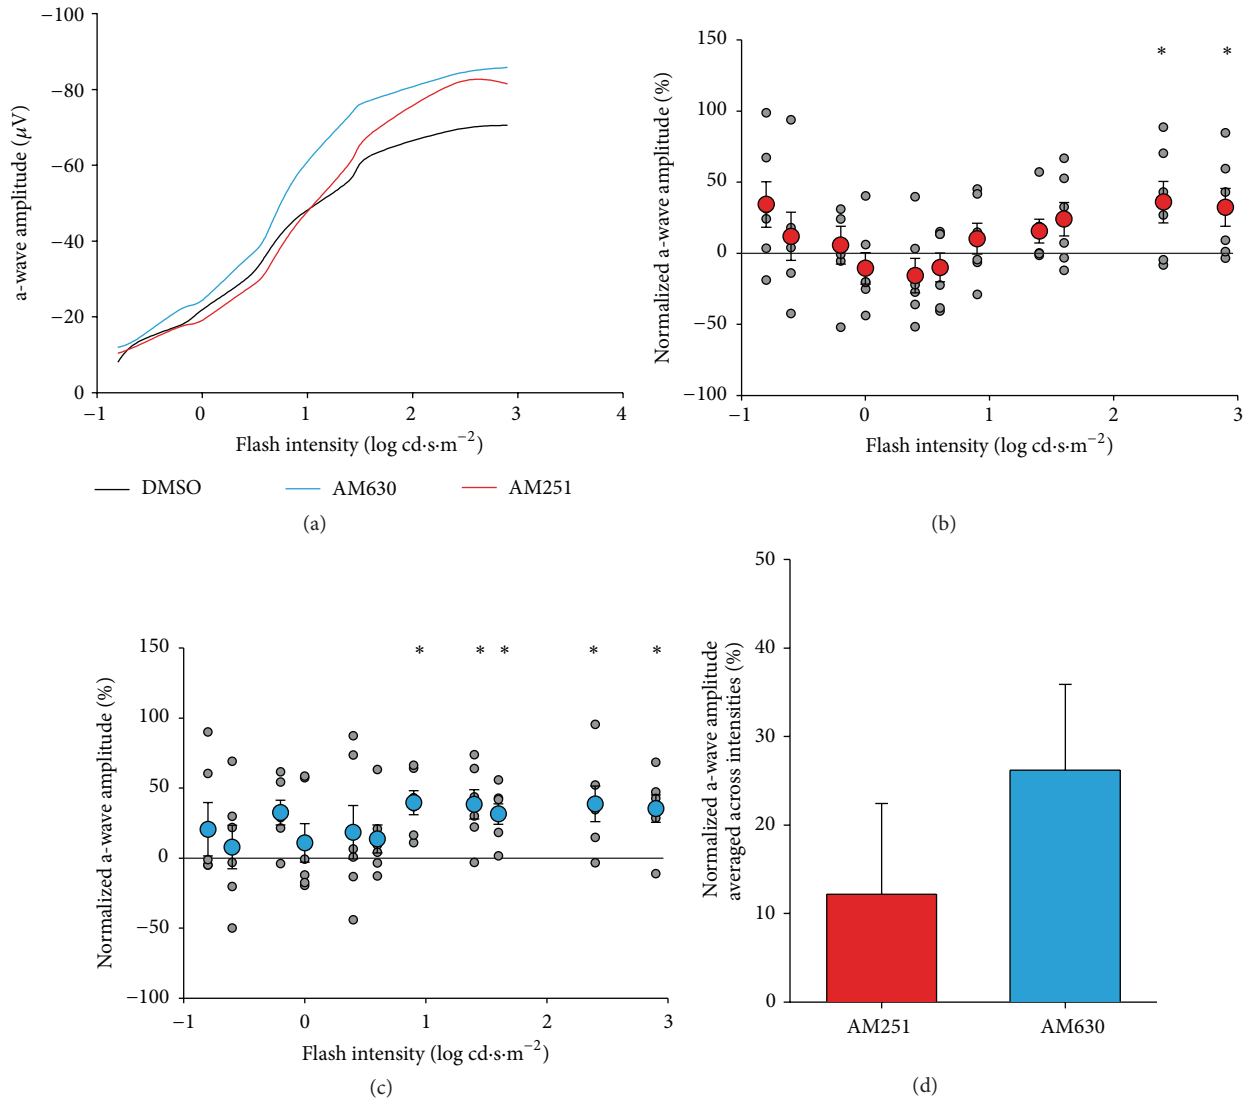 −100
−80
−60
−40
−20
0
a-wave amplitude (μV)
−1 0 1 2 3 4
Flash intensity (log cd·s·m−2)
DMSO AM630 AM251
(a)
150
100
50
0
−50
−100
Normalized a-wave amplitude (%)
* *
−1 0 1 2 3
Flash intensity (log cd·s·m−2)
(b)
150
100
50
0
−50
−100
Normalized a-wave amplitude (%)
* * * * *
−1 0 1 2 3
Flash intensity (log cd·s·m−2)
(c)
50
40
30
20
10
0
Normalized a-wave amplitude
averaged across intensities (%)
AM251 AM630
(d)